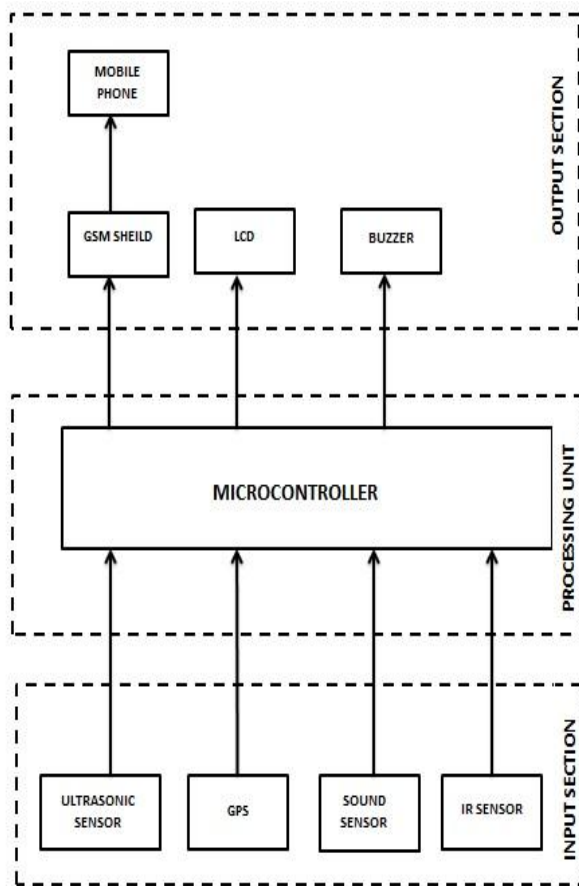 MOBILE
PHONE
GSM SHEILD
LCD
BUZZER
OUTPUT SECTION
MICROCONTROLLER
PROCESSING UNIT
ULTRASONIC
SENSOR
GPS
SOUND
SENSOR
IR SENSOR
INPUT SECTION